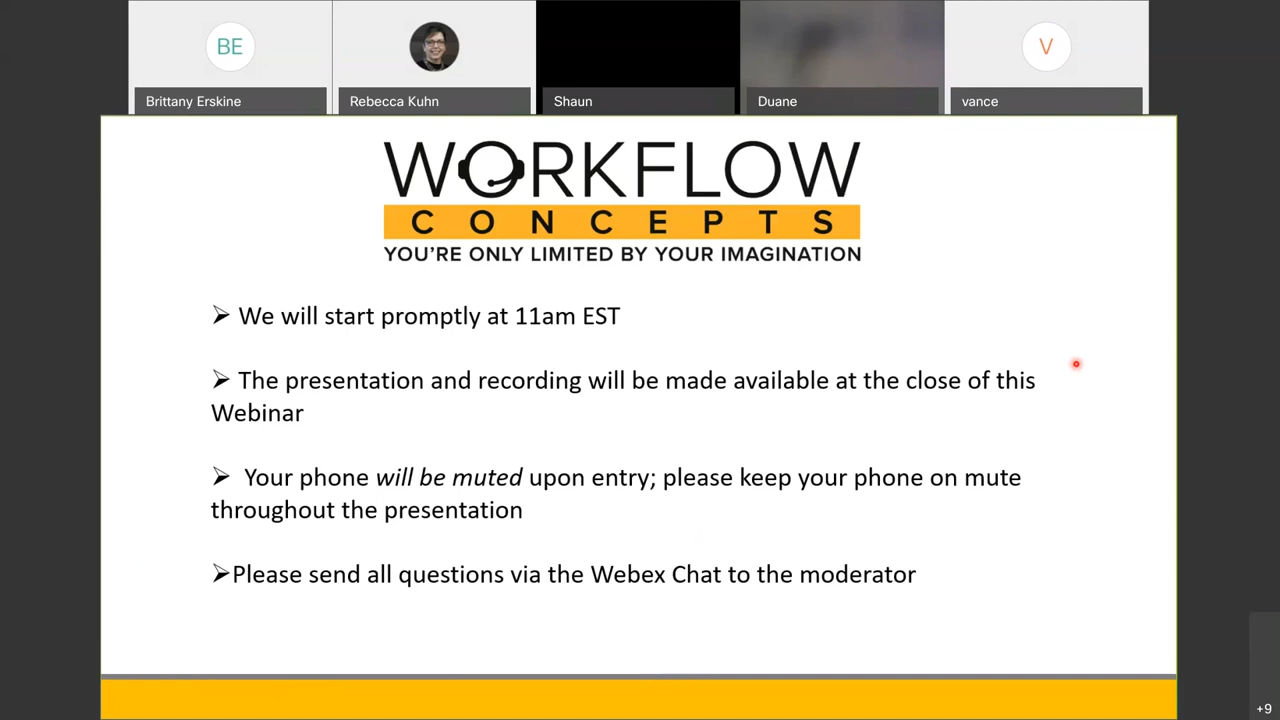 BE
V
Brittany Erskine
Rebecca Kuhn
Shaun
Duane
vance
WORKFLOW
CONCEPTS
YOU'RE ONLY LIMITED BY YOUR IMAGINATION
➢ We will start promptly at 11am EST
➢ The presentation and recording will be made available at the close of this
Webinar
➢ Your phone will be muted upon entry; please keep your phone on mute
throughout the presentation
➢Please send all questions via the Webex Chat to the moderator
+9